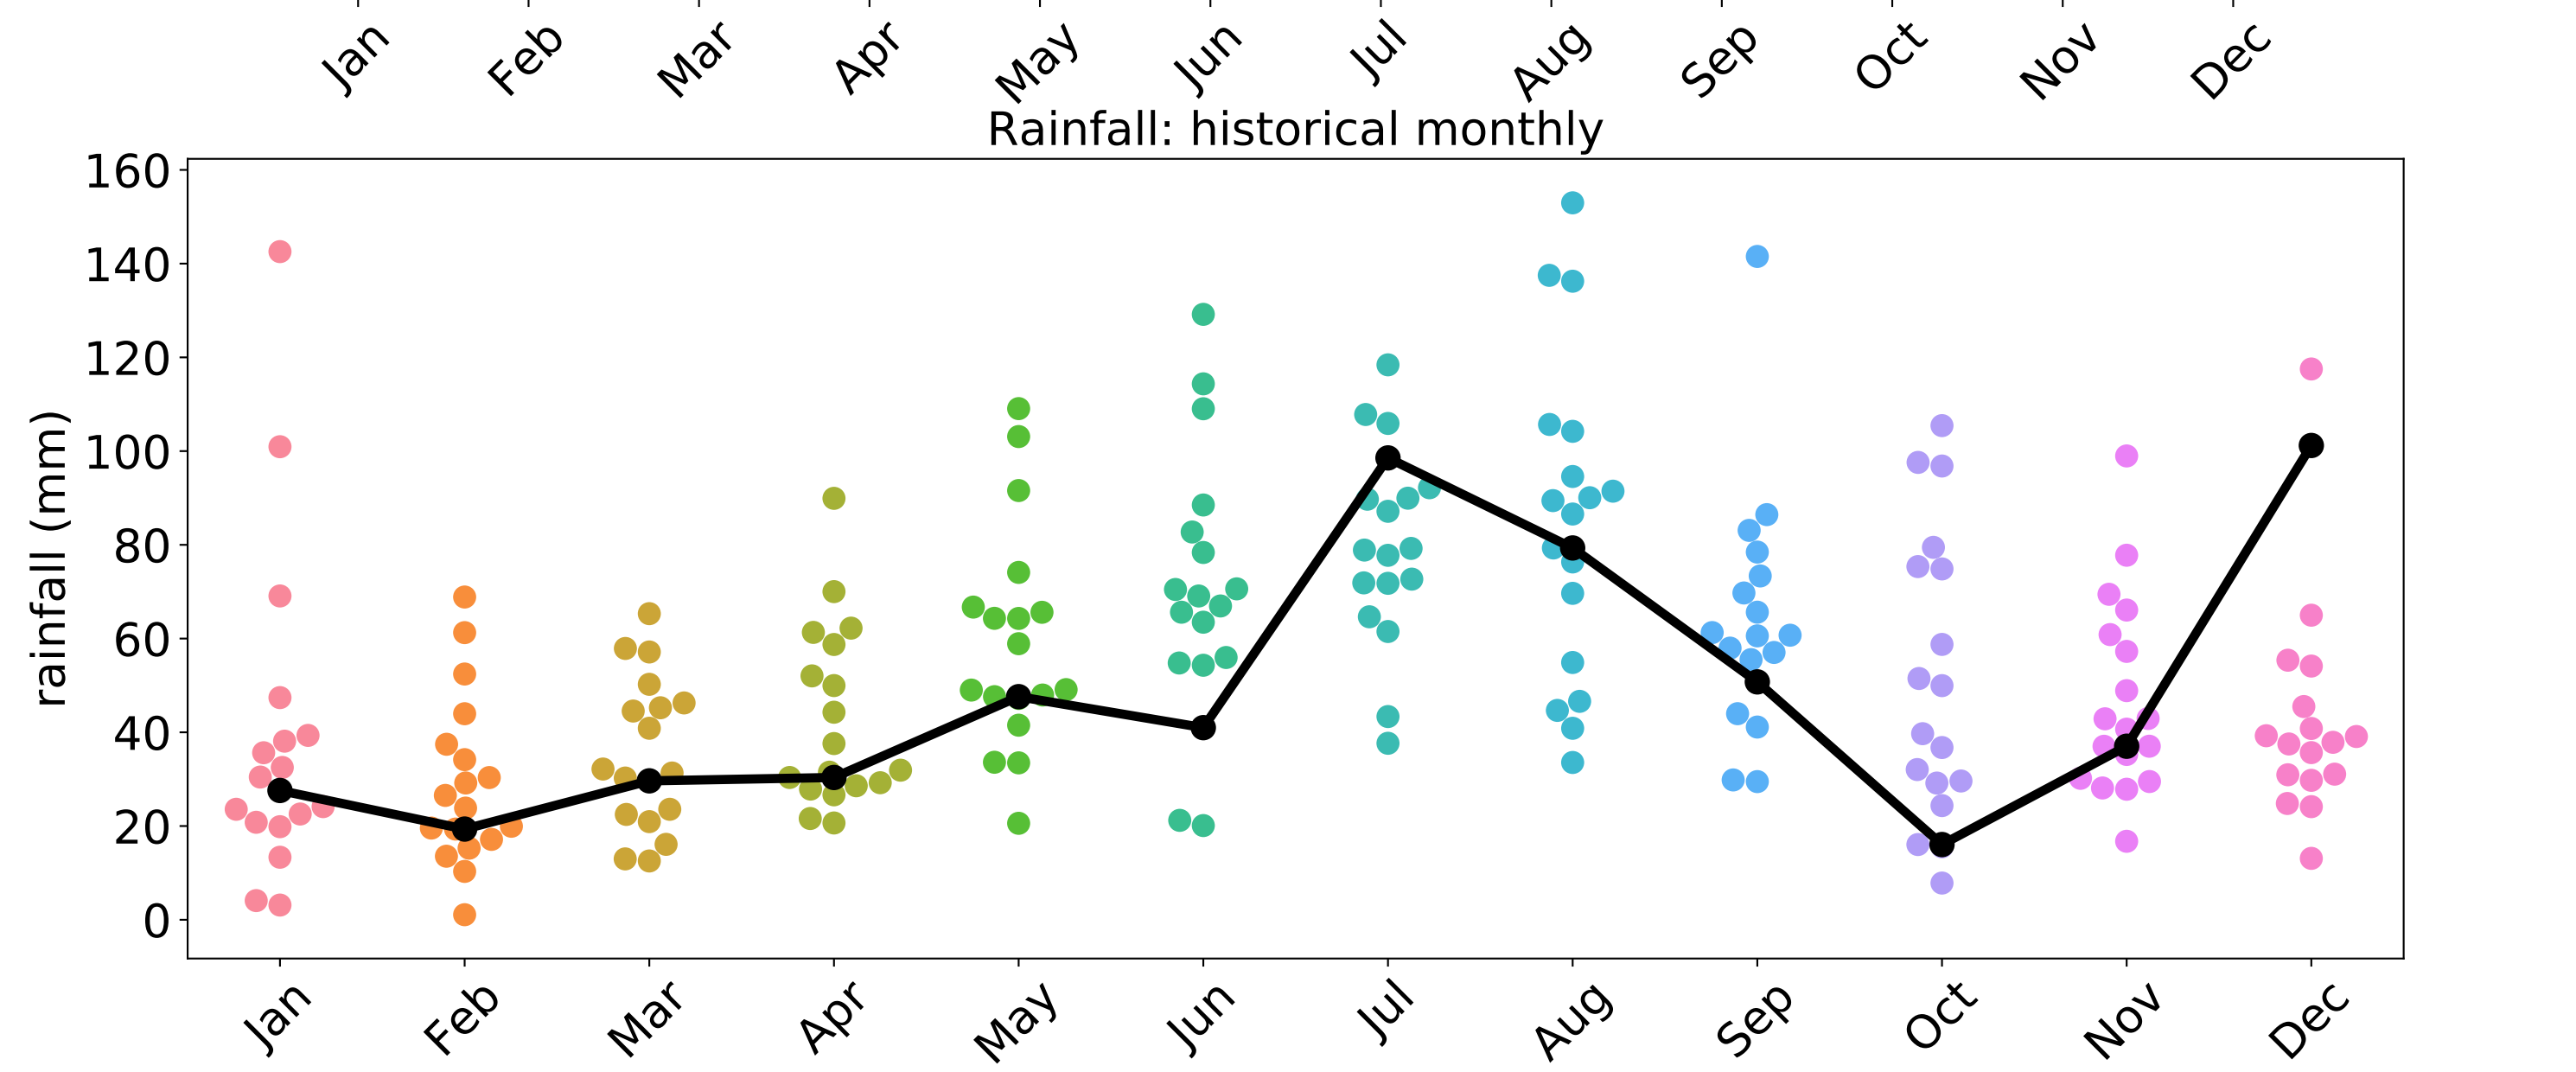 Jan Feb Mar Apr May Jun Jul Aug Sep Oct Nov Dec
Rainfall: historical monthly
rainfall (mm)
160
140
120
100
80
60
40
20
0
Jan Feb Mar Apr May Jun Jul Aug Sep Oct Nov Dec